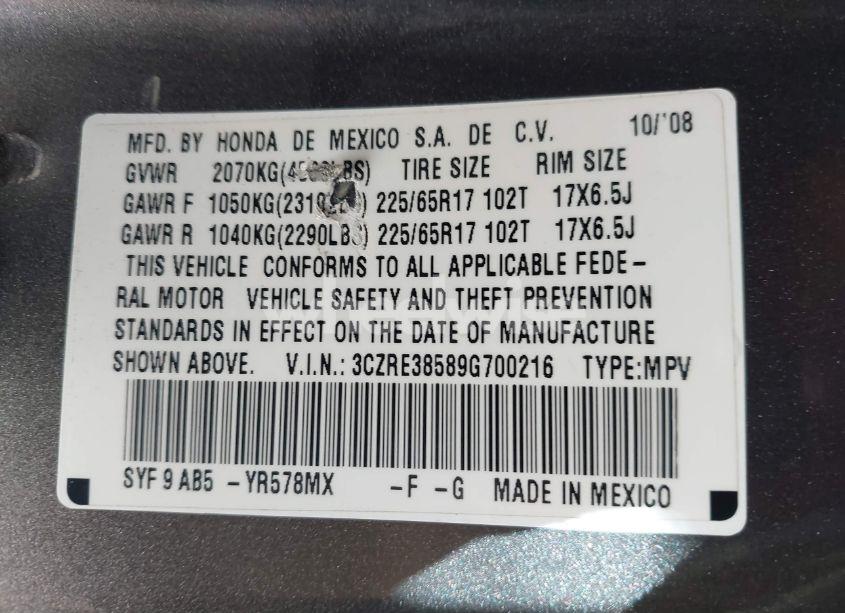 MFD. BY HONDA DE MEXICO S.A. DE C.V. 10/'08
GVWR 2070KG( TIRE SIZE RIM SIZE
GAWR F 1050KG( 225/65R17 102T 17X6.5J
GAWR R 1040KG(2290LBS) 225/65R17 102T 17X6.5J
THIS VEHICLE CONFORMS TO ALL APPLICABLE FEDE-
RAL MOTOR VEHICLE SAFETY AND THEFT PREVENTION
STANDARDS IN EFFECT ON THE DATE OF MANUFACTURE
SHOWN ABOVE. V.I.N.: 3CZRE38589G700216 TYPE:MPV
SYF 9 AB5 -YR578MX -F -G MADE IN MEXICO